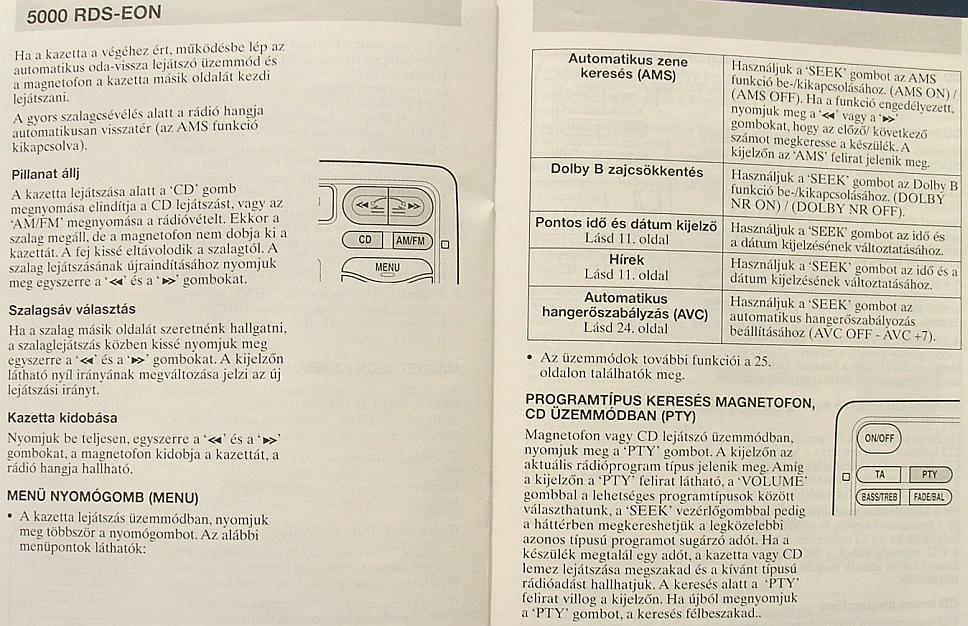 5000 RDS-EON
Ha a kazetta a végéhez ért, működésbe lép az
automatikus oda-vissza lejátszó üzemmód és
a magnetofon a kazetta másik oldalát kezdi
lejátszani.
A gyors szalagcsévélés alatt a rádió hangja
automatikusan visszatér (az AMS funkció
kikapcsolva).
Pillanat állj
A kazetta lejátszása alatt a 'CD' gomb
megnyomása elindítja a CD lejátszást, vagy az
'AM/FM' megnyomása a rádióvételt. Ekkor a
szalag megáll, de a magnetofon nem dobja ki a
kazettát. A fej kissé eltávolodik a szalagtól. A
szalag lejátszásának újraindításához nyomjuk
meg egyszerre a '◄◄' és a '►►' gombokat.
CD
AM/FM
MENU
Szalagsáv választás
Ha a szalag másik oldalát szeretnénk hallgatni,
a szalaglejátszás közben kissé nyomjuk meg
egyszerre a '◄◄' és a '►►' gombokat. A kijelzőn
látható nyíl irányának megváltozása jelzi az új
lejátszási irányt.
Kazetta kidobása
Nyomjuk be teljesen, egyszerre a '◄◄' és a '►►'
gombokat, a magnetofon kidobja a kazettát, a
rádió hangja hallható.
MENÜ NYOMÓGOMB (MENU)
• A kazetta lejátszás üzemmódban, nyomjuk
meg többször a nyomógombot. Az alábbi
menüpontok láthatók:
Automatikus zene
keresés (AMS)
Használjuk a 'SEEK' gombot az AMS
funkció be-/kikapcsolásához. (AMS ON) /
(AMS OFF). Ha a funkció engedélyezett,
nyomjuk meg a '◄◄' vagy a '►►'
gombokat, hogy az előző/ következő
számot megkeresse a készülék. A
kijelzőn az 'AMS' felirat jelenik meg.
Dolby B zajcsökkentés
Használjuk a 'SEEK' gombot az Dolby B
funkció be-/kikapcsolásához. (DOLBY
NR ON) / (DOLBY NR OFF).
Pontos idő és dátum kijelző
Lásd 11. oldal
Használjuk a 'SEEK' gombot az idő és
a dátum kijelzésének változtatásához.
Hírek
Lásd 11. oldal
Használjuk a 'SEEK' gombot az idő és a
dátum kijelzésének változtatásához.
Automatikus
hangerőszabályzás (AVC)
Lásd 24. oldal
Használjuk a 'SEEK' gombot az
automatikus hangerőszabályozás
beállításához (AVC OFF - AVC +7).
• Az üzemmódok további funkciói a 25.
oldalon találhatók meg.
PROGRAMTÍPUS KERESÉS MAGNETOFON,
CD ÜZEMMÓDBAN (PTY)
Magnetofon vagy CD lejátszó üzemmódban,
nyomjuk meg a 'PTY' gombot. A kijelzőn az
aktuális rádióprogram típus jelenik meg. Amíg
a kijelzőn a 'PTY' felirat látható, a 'VOLUME'
gombbal a lehetséges programtípusok között
választhatunk, a 'SEEK' vezérlőgombbal pedig
a háttérben megkereshetjük a legközelebbi
azonos típusú programot sugárzó adót. Ha a
készülék megtalál egy adót, a kazetta vagy CD
lemez lejátszása megszakad és a kívánt típusú
rádióadást hallhatjuk. A keresés alatt a 'PTY'
felirat villog a kijelzőn. Ha újból megnyomjuk
a 'PTY' gombot, a keresés félbeszakad..
ON/OFF
TA
PTY
BASS/TREB
FADE/BAL